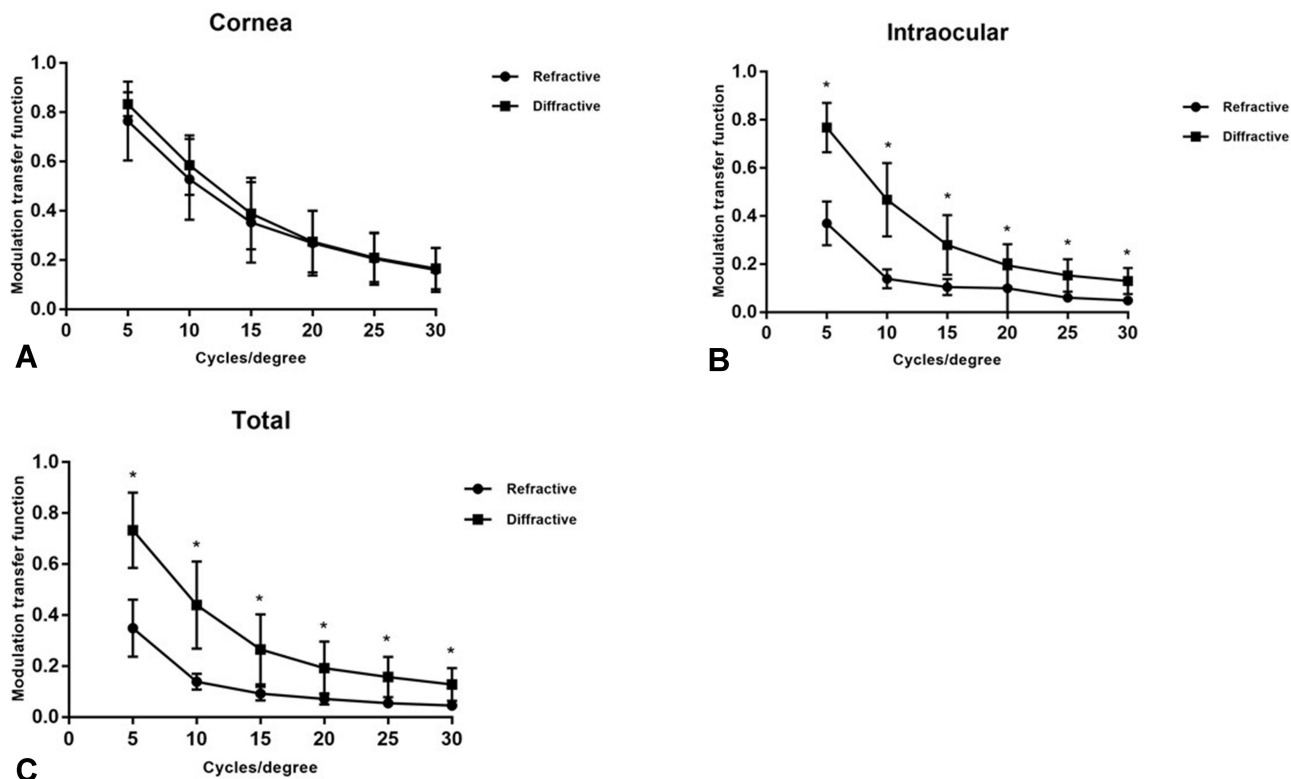 Cornea
Modulation transfer function
1.0
0.8
0.6
0.4
0.2
0.0
0 5 10 15 20 25 30
Cycles/degree
Refractive
Diffractive
A
Intraocular
Modulation transfer function
1.0
0.8
0.6
0.4
0.2
0.0
* * * * * *
0 5 10 15 20 25 30
Cycles/degree
Refractive
Diffractive
B
Total
Modulation transfer function
1.0
0.8
0.6
0.4
0.2
0.0
* * * * * *
0 5 10 15 20 25 30
Cycles/degree
Refractive
Diffractive
C